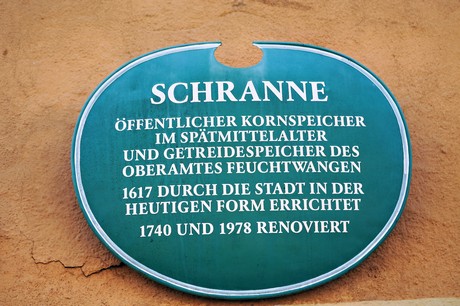 SCHRANNE
ÖFFENTLICHER KORNSPEICHER
IM SPÄTMITTELALTER
UND GETREIDESPEICHER DES
OBERAMTES FEUCHTWANGEN
1617 DURCH DIE STADT IN DER
HEUTIGEN FORM ERRICHTET
1740 UND 1978 RENOVIERT